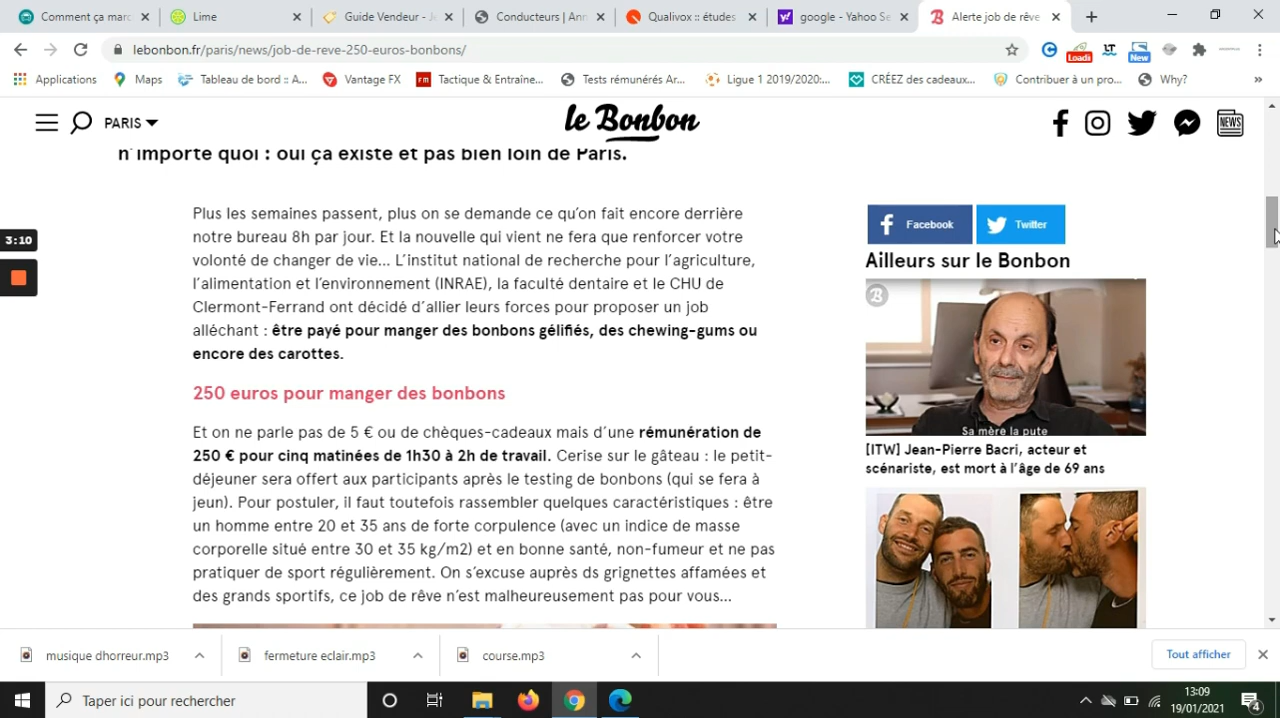 Comment ça marc
Lime
Guide Vendeur - J
Conducteurs | Ann
Qualivox :: études
google - Yahoo Se
Alerte job de rêve
lebonbon.fr/paris/news/job-de-reve-250-euros-bonbons/
Loadi
LT
New
Applications
Maps
Tableau de bord :: A...
Vantage FX
rm
Tactique & Entraîne...
Tests rémunérés Ar...
Ligue 1 2019/2020:...
CRÉEZ des cadeaux...
Contribuer à un pro...
Why?
»
PARIS
le Bonbon
NEWS
n'importe quoi : oui ça existe et pas bien loin de Paris.
3:10
Plus les semaines passent, plus on se demande ce qu'on fait encore derrière
notre bureau 8h par jour. Et la nouvelle qui vient ne fera que renforcer votre
volonté de changer de vie... L'institut national de recherche pour l'agriculture,
l'alimentation et l'environnement (INRAE), la faculté dentaire et le CHU de
Clermont-Ferrand ont décidé d'allier leurs forces pour proposer un job
alléchant : être payé pour manger des bonbons gélifiés, des chewing-gums ou
encore des carottes.
250 euros pour manger des bonbons
Et on ne parle pas de 5 € ou de chèques-cadeaux mais d'une rémunération de
250 € pour cinq matinées de 1h30 à 2h de travail. Cerise sur le gâteau : le petit-
déjeuner sera offert aux participants après le testing de bonbons (qui se fera à
jeun). Pour postuler, il faut toutefois rassembler quelques caractéristiques : être
un homme entre 20 et 35 ans de forte corpulence (avec un indice de masse
corporelle situé entre 30 et 35 kg/m2) et en bonne santé, non-fumeur et ne pas
pratiquer de sport régulièrement. On s'excuse auprès ds grignettes affamées et
des grands sportifs, ce job de rêve n'est malheureusement pas pour vous...
Facebook
Twitter
Ailleurs sur le Bonbon
B
Sa mère la pute
[ITW] Jean-Pierre Bacri, acteur et
scénariste, est mort à l'âge de 69 ans
musique dhorreur.mp3
fermeture eclair.mp3
course.mp3
Tout afficher
Taper ici pour rechercher
13:09
19/01/2021
4